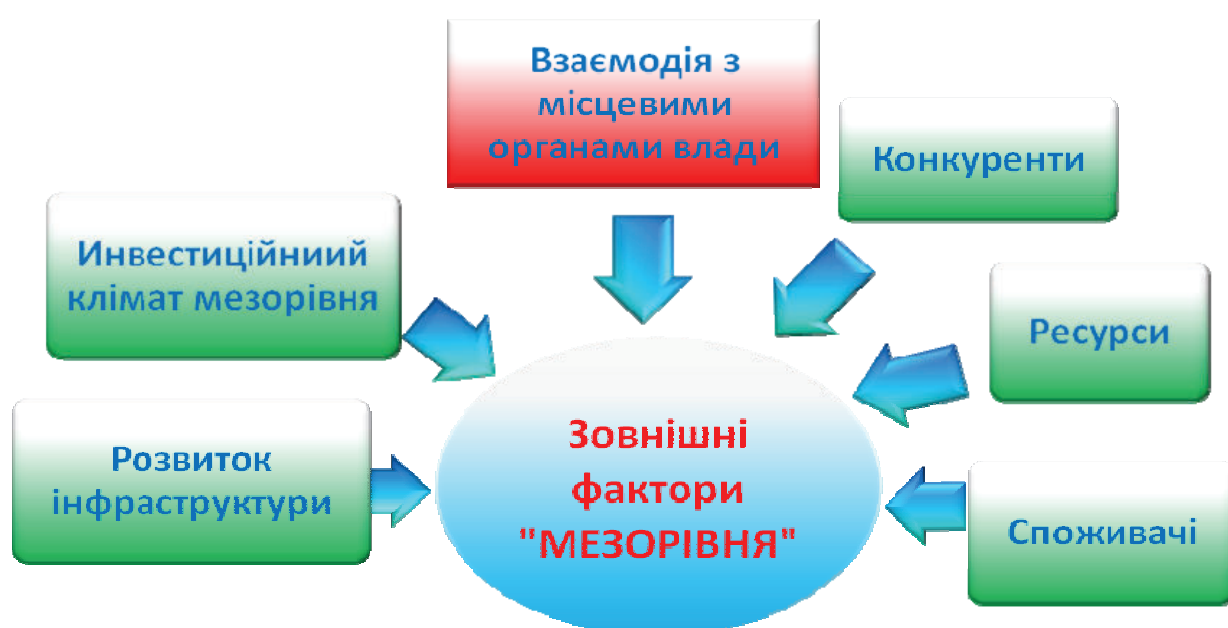 Взаємодія з
місцевими
органами влади
Конкуренти
Инвестиційниий
клімат мезорівня
Ресурси
Розвиток
інфраструктури
Зовнішні
фактори
"МЕЗОРІВНЯ"
Споживачі